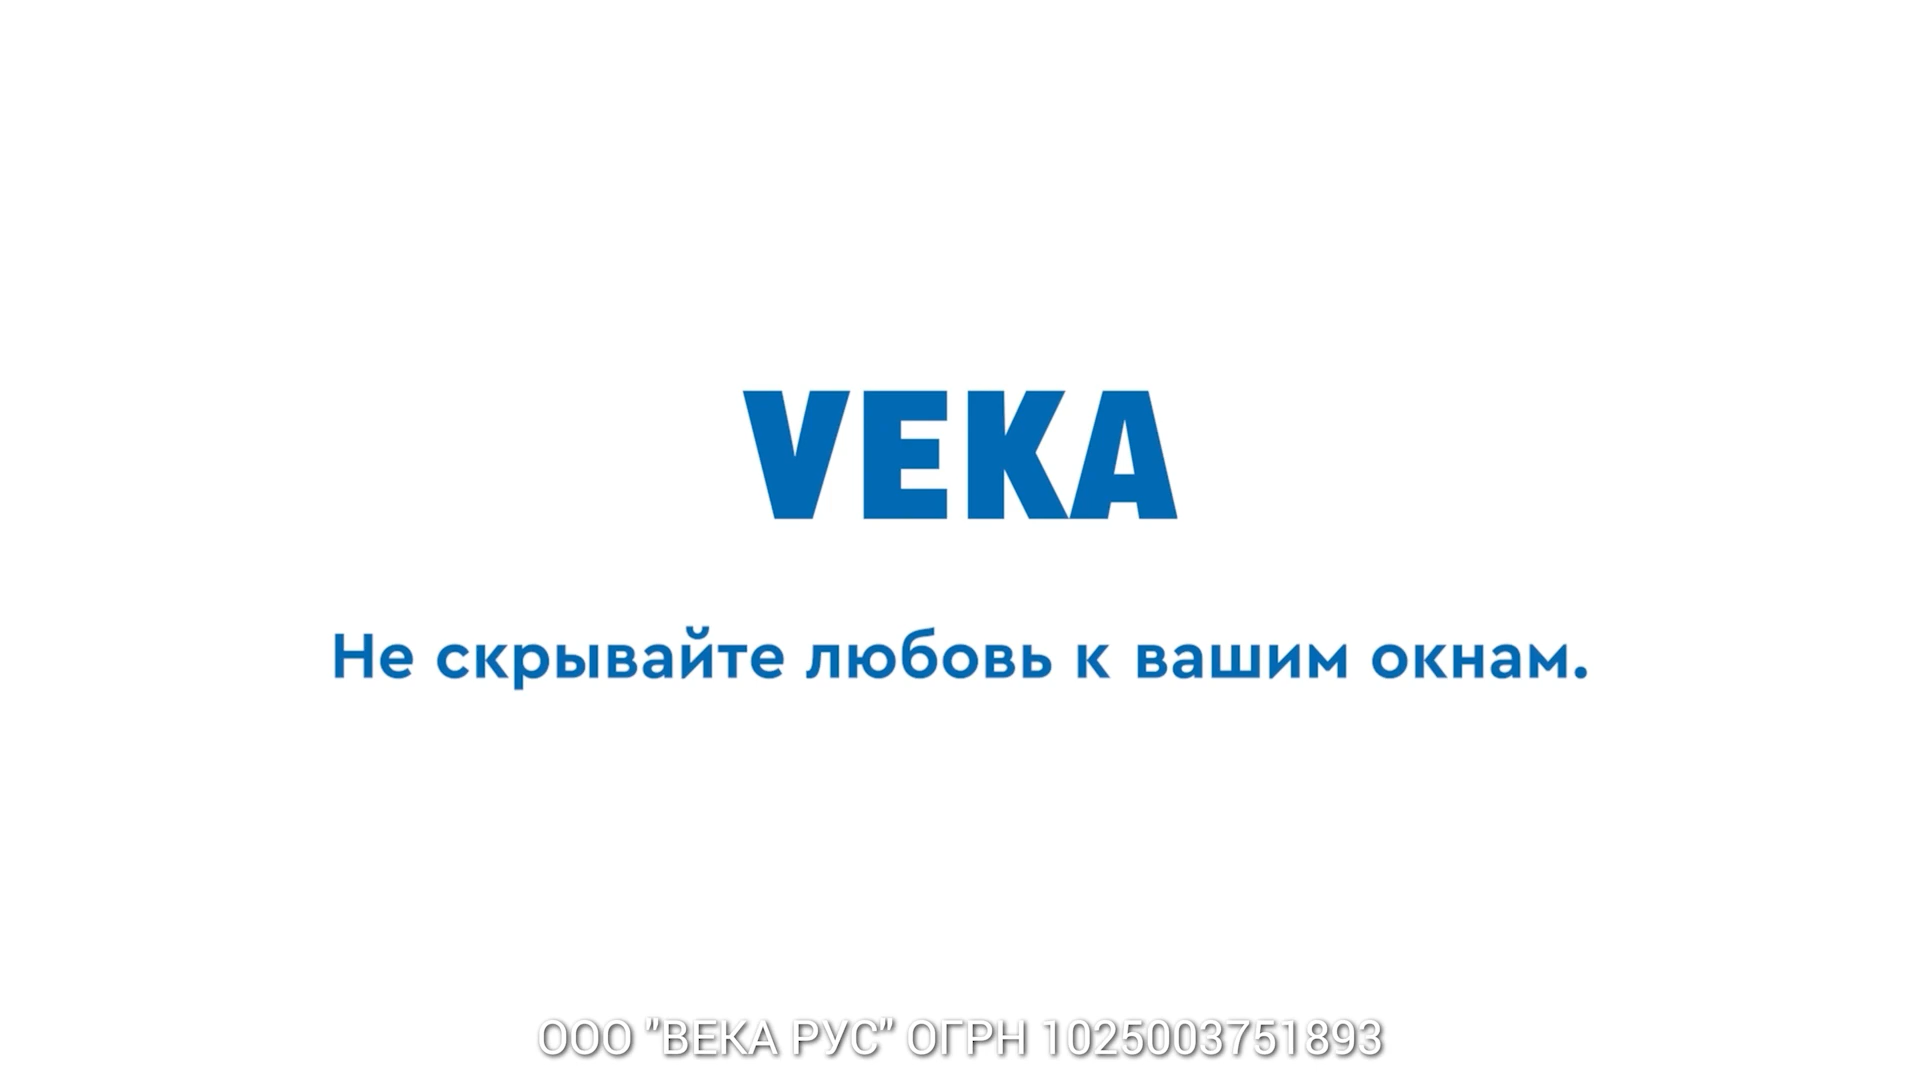 VEKA
Не скрывайте любовь к вашим окнам.
ООО "ВЕКА РУС" ОГРН 1025003751893